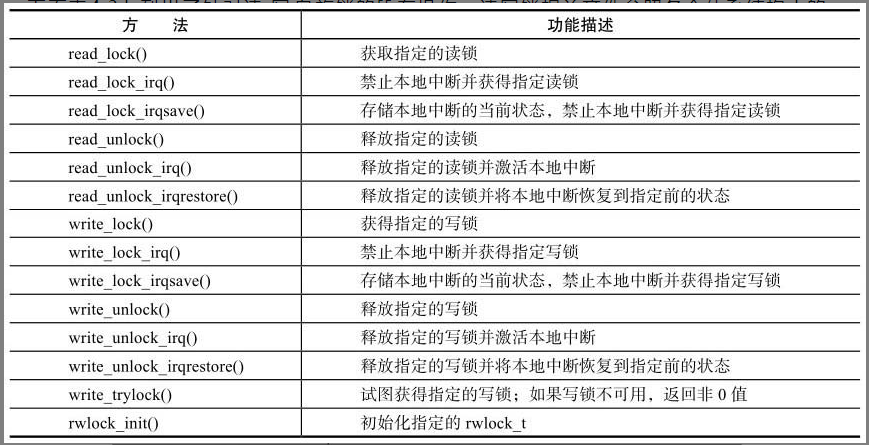 方 法 功能描述
read_lock() 获取指定的读锁
read_lock_irq() 禁止本地中断并获得指定读锁
read_lock_irqsave() 存储本地中断的当前状态，禁止本地中断并获得指定读锁
read_unlock() 释放指定的读锁
read_unlock_irq() 释放指定的读锁并激活本地中断
read_unlock_irqrestore() 释放指定的读锁并将本地中断恢复到指定前的状态
write_lock() 获得指定的写锁
write_lock_irq() 禁止本地中断并获得指定写锁
write_lock_irqsave() 存储本地中断的当前状态，禁止本地中断并获得指定写锁
write_unlock() 释放指定的写锁
write_unlock_irq() 释放指定的写锁并激活本地中断
write_unlock_irqrestore() 释放指定的写锁并将本地中断恢复到指定前的状态
write_trylock() 试图获得指定的写锁；如果写锁不可用，返回非 0 值
rwlock_init() 初始化指定的 rwlock_t